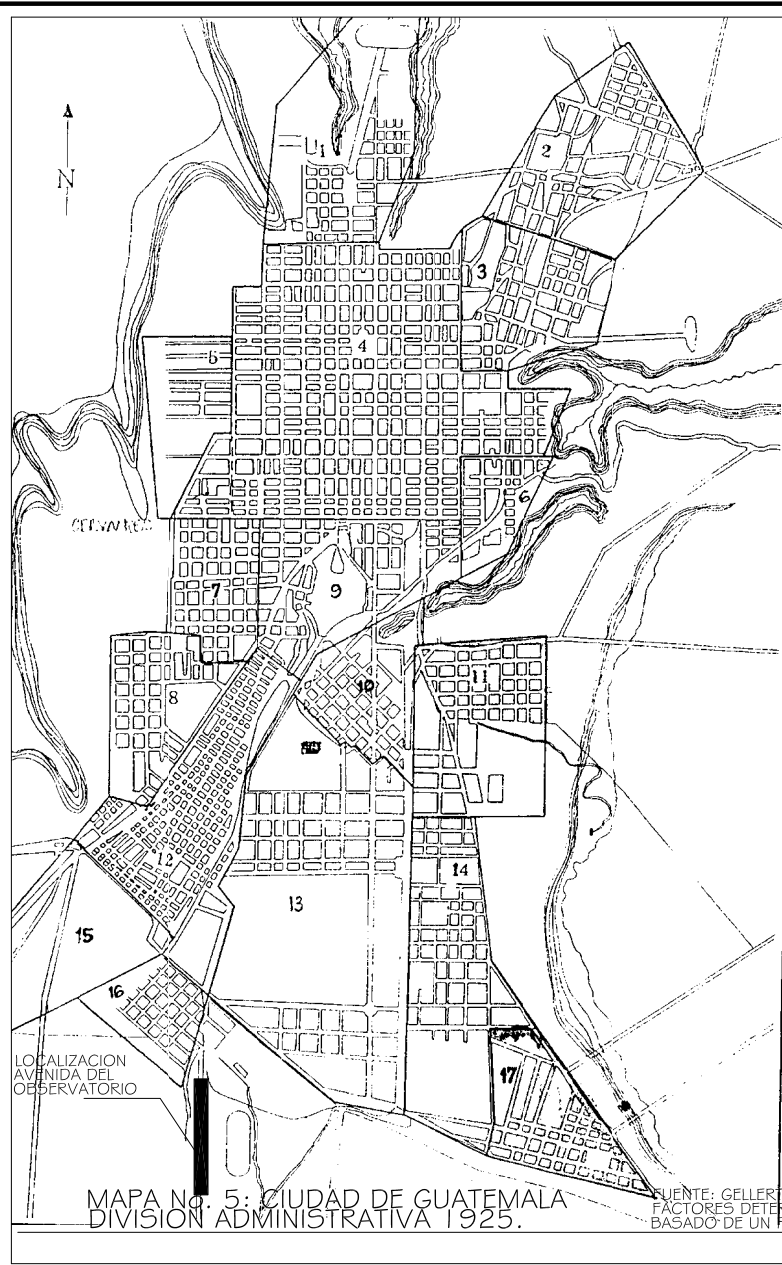 N
1
2
3
4
5
6
7
8
9
10
11
12
13
14
15
16
17
LOCALIZACION
AVENIDA DEL
OBSERVATORIO
MAPA No. 5: CIUDAD DE GUATEMALA
DIVISION ADMINISTRATIVA 1925.
FUENTE: GELLERT
FACTORES DETE
BASADO DE UN